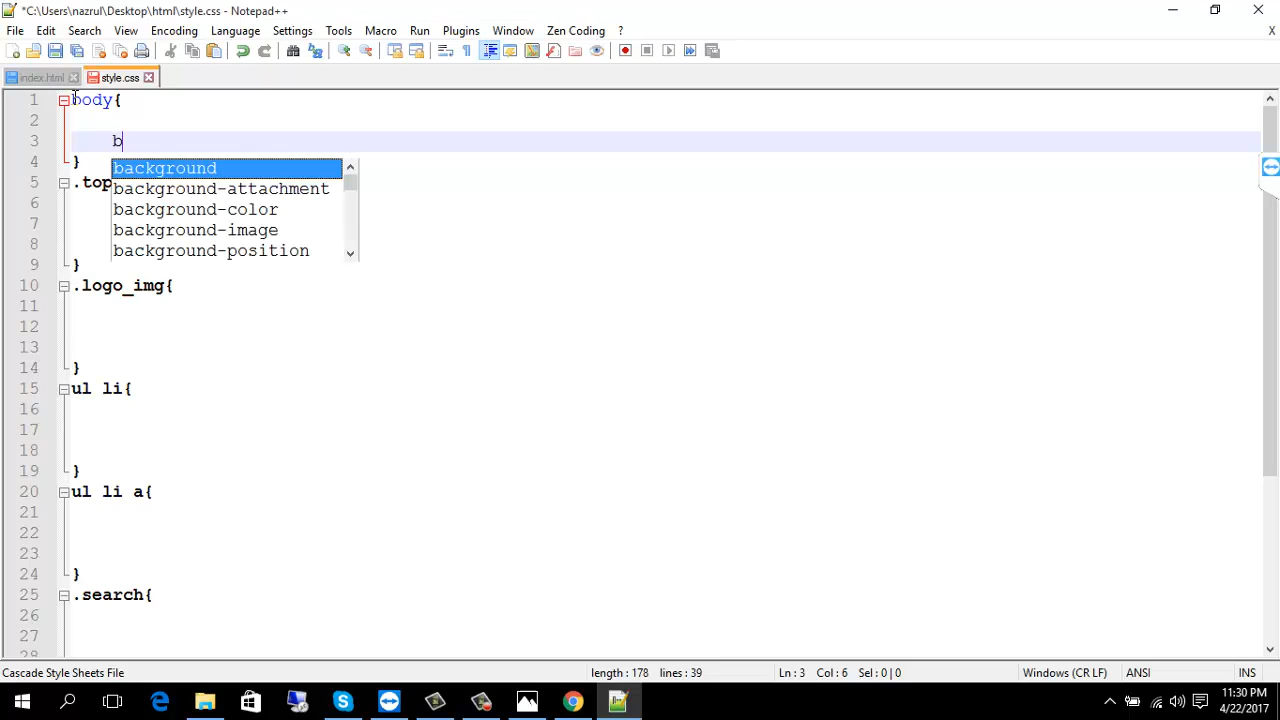 *C:\Users\nazrul\Desktop\html\style.css - Notepad++
File Edit Search View Encoding Language Settings Tools Macro Run Plugins Window Zen Coding ? X
index.html style.css
1 body{
2
3 b
4 }
background
5 .top
background-attachment
6
background-color
7
background-image
8
background-position
9 }
10 .logo_img{
11
12
13
14 }
15 ul li{
16
17
18
19 }
20 ul li a{
21
22
23
24 }
25 .search{
26
27
28
Cascade Style Sheets File length : 178 lines : 39 Ln : 3 Col : 6 Sel : 0 | 0 Windows (CR LF) ANSI INS
11:30 PM
4/22/2017